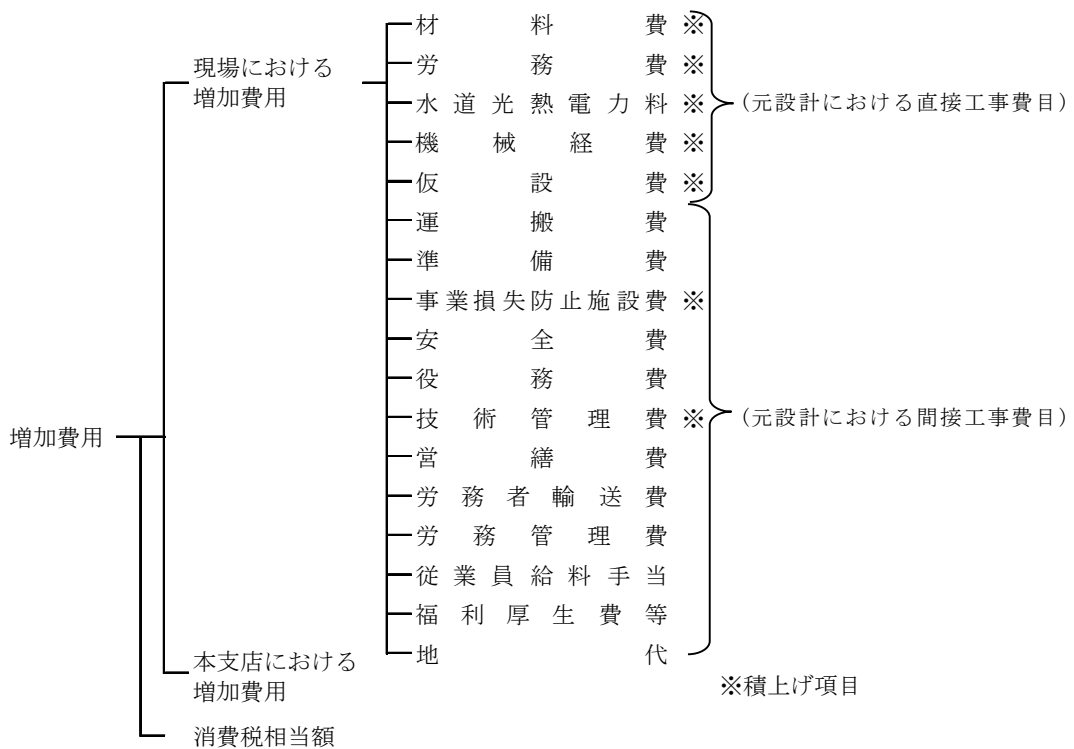 増加費用
現場における
増加費用
材料費※
労務費※
水道光熱電力料※
機械経費※
仮設費※
(元設計における直接工事費目)
運搬費
準備費
事業損失防止施設費※
安全費
役務費
技術管理費※
営繕費
労務者輸送費
労務管理費
従業員給料手当
福利厚生費等
地代
(元設計における間接工事費目)
※積上げ項目
本支店における
増加費用
消費税相当額